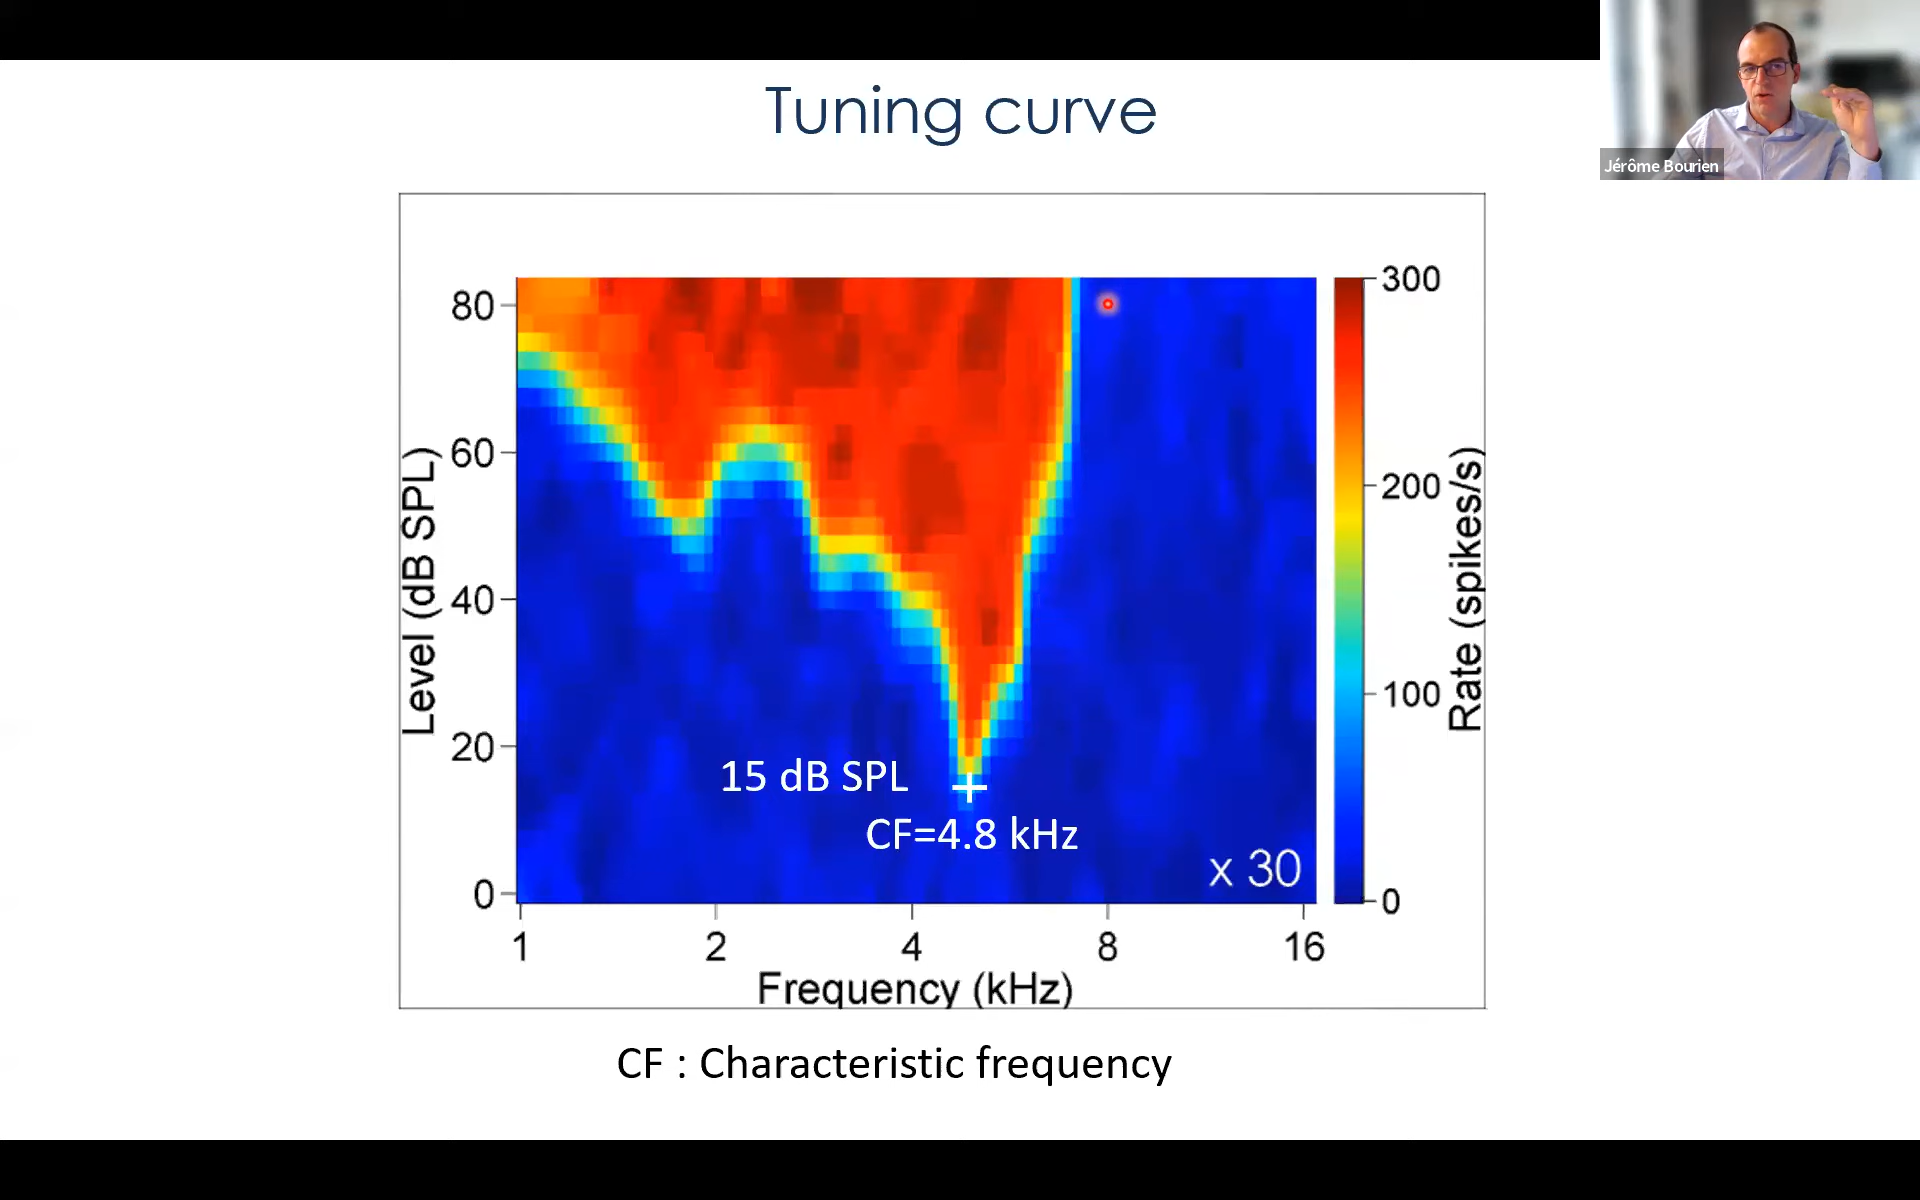 Tuning curve
Jérôme Bourien
300
80
60
200
Level (dB SPL)
Rate (spikes/s)
40
100
20
15 dB SPL
CF=4.8 kHz
x 30
0
0
1 2 4 8 16
Frequency (kHz)
CF : Characteristic frequency